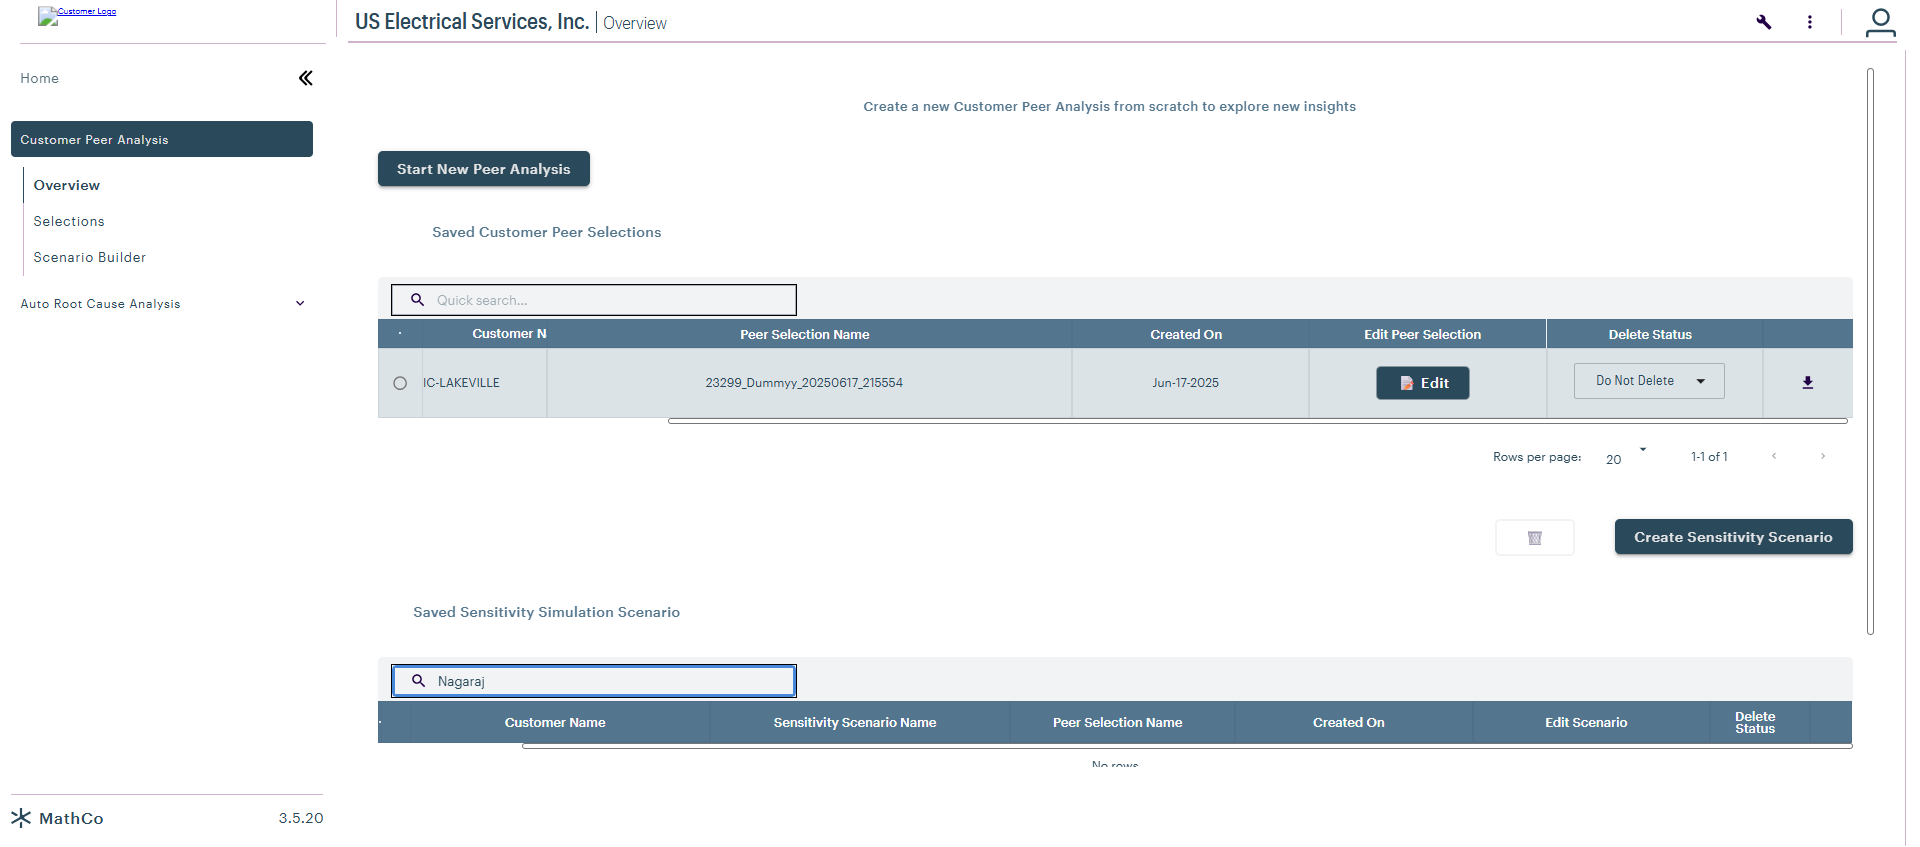 Customer Logo
US Electrical Services, Inc. Overview
Home
Customer Peer Analysis
Overview
Selections
Scenario Builder
Auto Root Cause Analysis
MathCo 3.5.20
Create a new Customer Peer Analysis from scratch to explore new insights
Start New Peer Analysis
Saved Customer Peer Selections
Quick search...
Customer N Peer Selection Name Created On Edit Peer Selection Delete Status
IC-LAKEVILLE 23299_Dummyy_20250617_215554 Jun-17-2025 Edit Do Not Delete
Rows per page: 20 1-1 of 1
Create Sensitivity Scenario
Saved Sensitivity Simulation Scenario
Nagaraj
Customer Name Sensitivity Scenario Name Peer Selection Name Created On Edit Scenario Delete Status
No rows